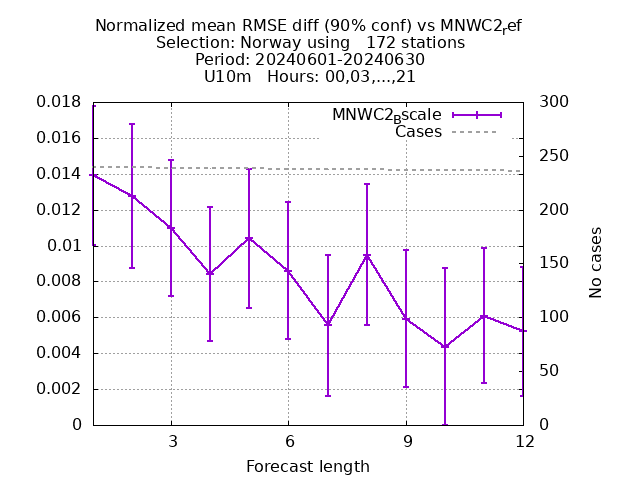 Normalized mean RMSE diff (90% conf) vs MNWC2_ref
Selection: Norway using 172 stations
Period: 20240601-20240630
U10m Hours: 00,03,...,21
MNWC2_Bscale
Cases
0.018
0.016
0.014
0.012
0.01
0.008
0.006
0.004
0.002
0
300
250
200
150
100
50
0
No cases
3 6 9 12
Forecast length